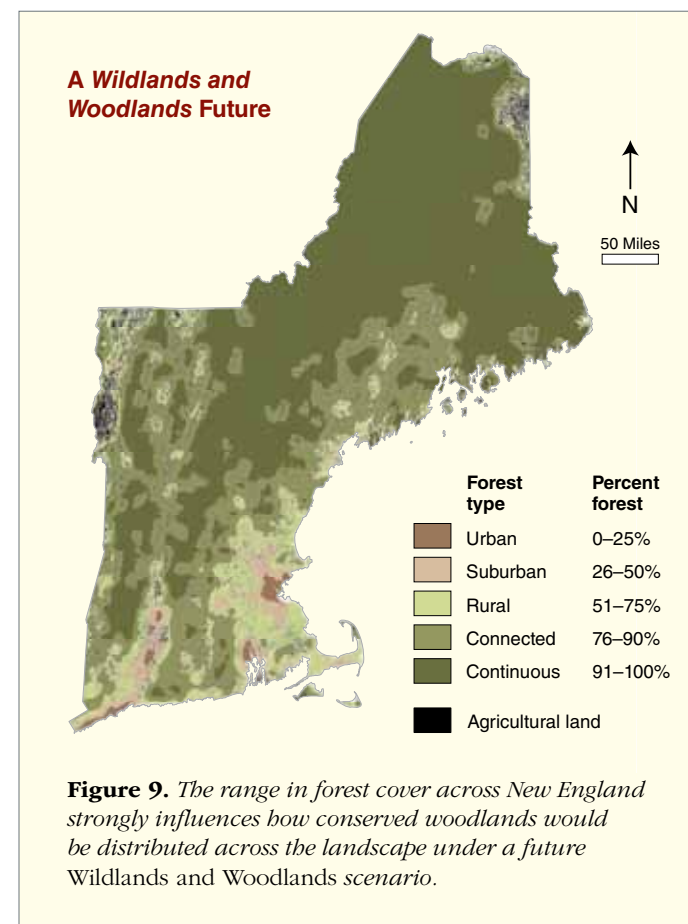 A Wildlands and
Woodlands Future
N
50 Miles
Forest type Percent forest
Urban 0–25%
Suburban 26–50%
Rural 51–75%
Connected 76–90%
Continuous 91–100%
Agricultural land
Figure 9. The range in forest cover across New England
strongly influences how conserved woodlands would
be distributed across the landscape under a future
Wildlands and Woodlands scenario.